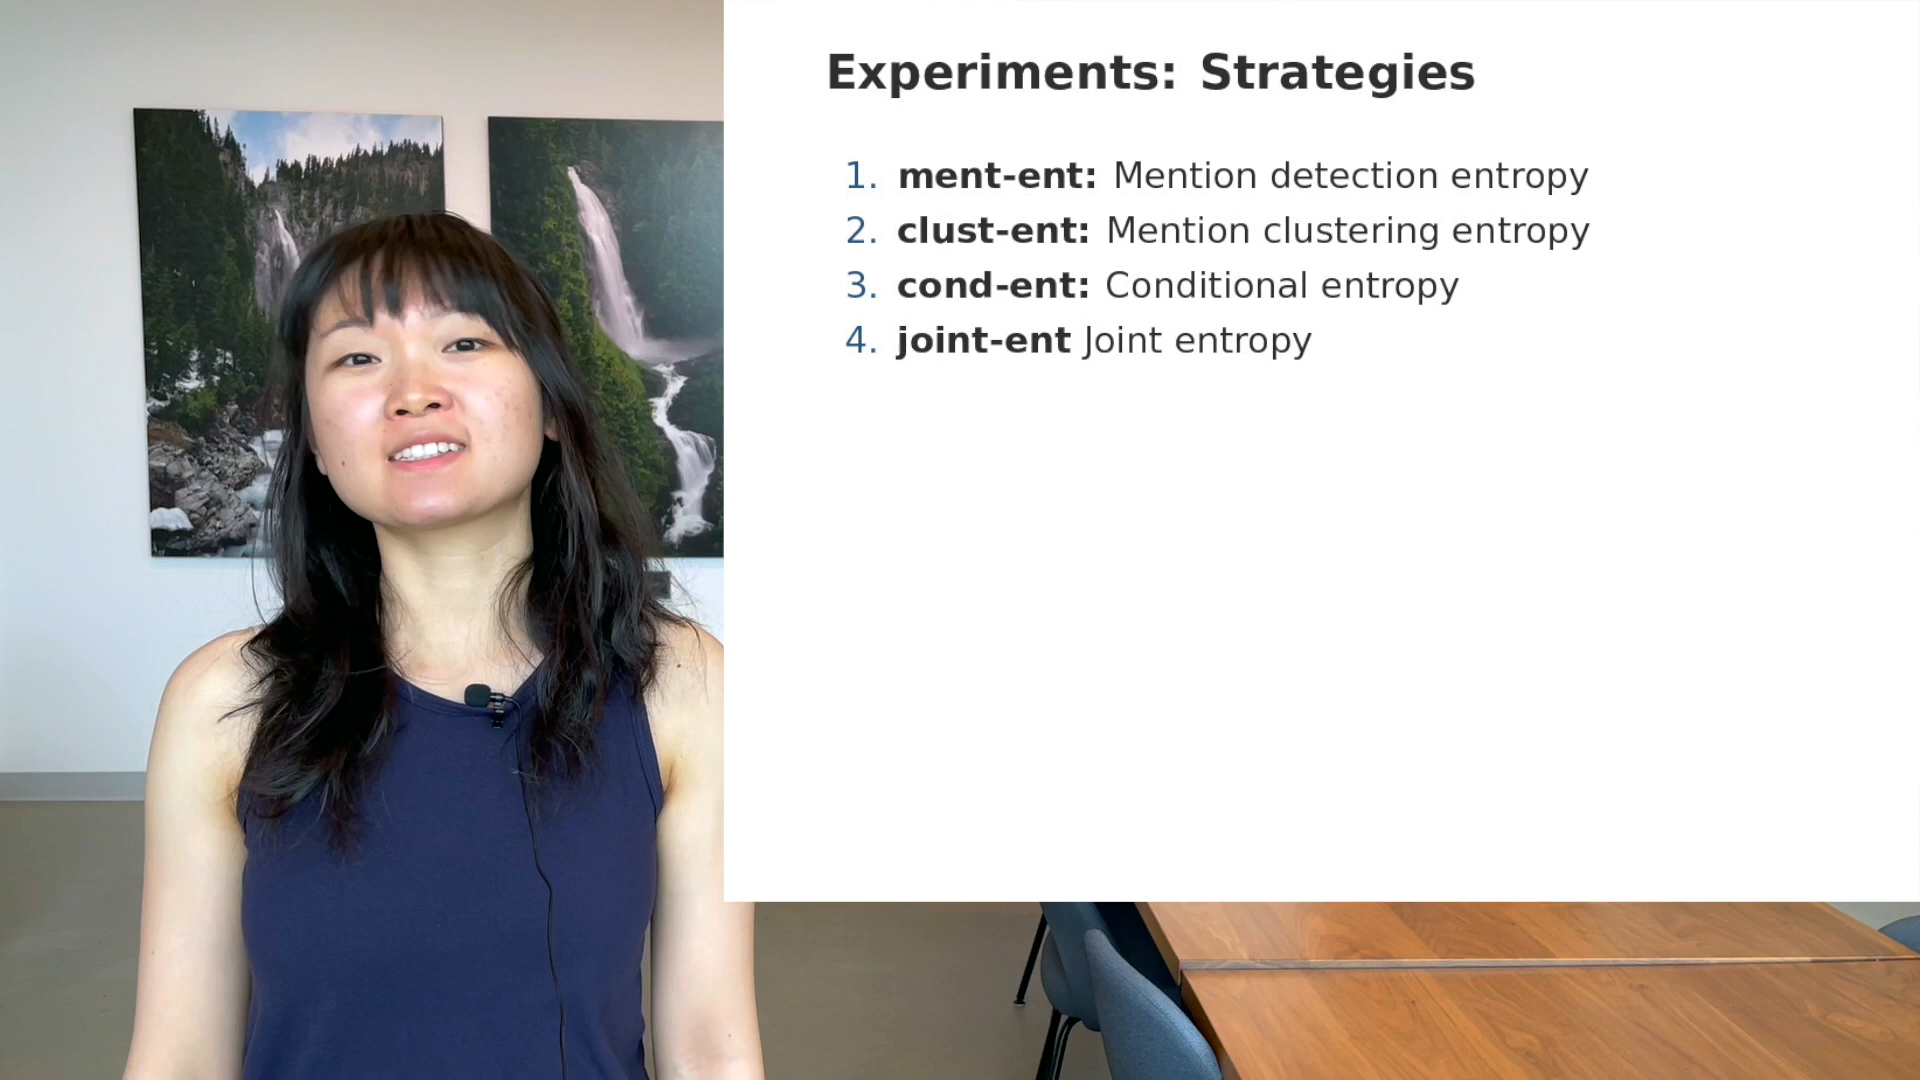 Experiments: Strategies
1. ment-ent: Mention detection entropy
2. clust-ent: Mention clustering entropy
3. cond-ent: Conditional entropy
4. joint-ent Joint entropy